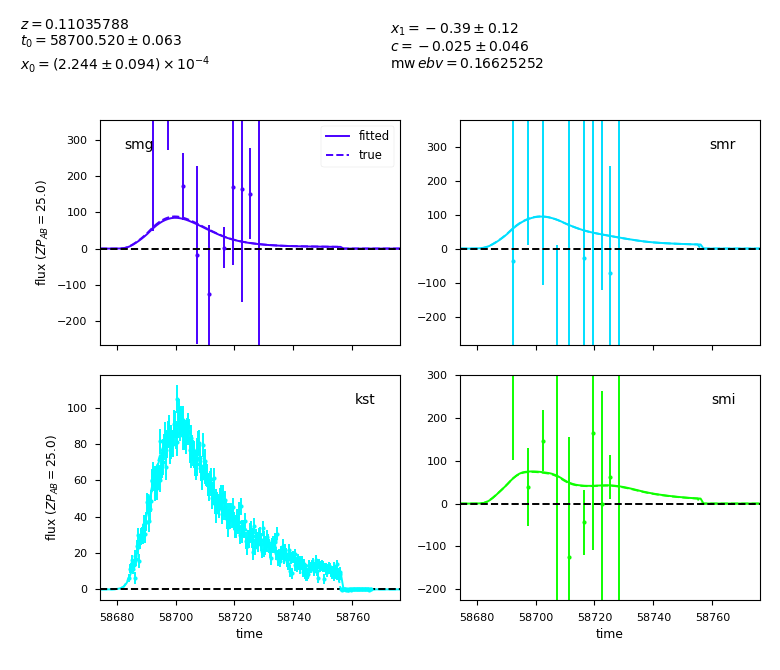 z = 0.11035788
t₀ = 58700.520 ± 0.063
x₀ = (2.244 ± 0.094) × 10⁻⁴
x₁ = −0.39 ± 0.12
c = −0.025 ± 0.046
mw ebv = 0.16625252
smg
fitted
true
flux (ZP_AB = 25.0)
300
200
100
0
−100
−200
smr
300
200
100
0
−100
−200
kst
flux (ZP_AB = 25.0)
100
80
60
40
20
0
58680 58700 58720 58740 58760
time
smi
300
200
100
0
−100
−200
58680 58700 58720 58740 58760
time